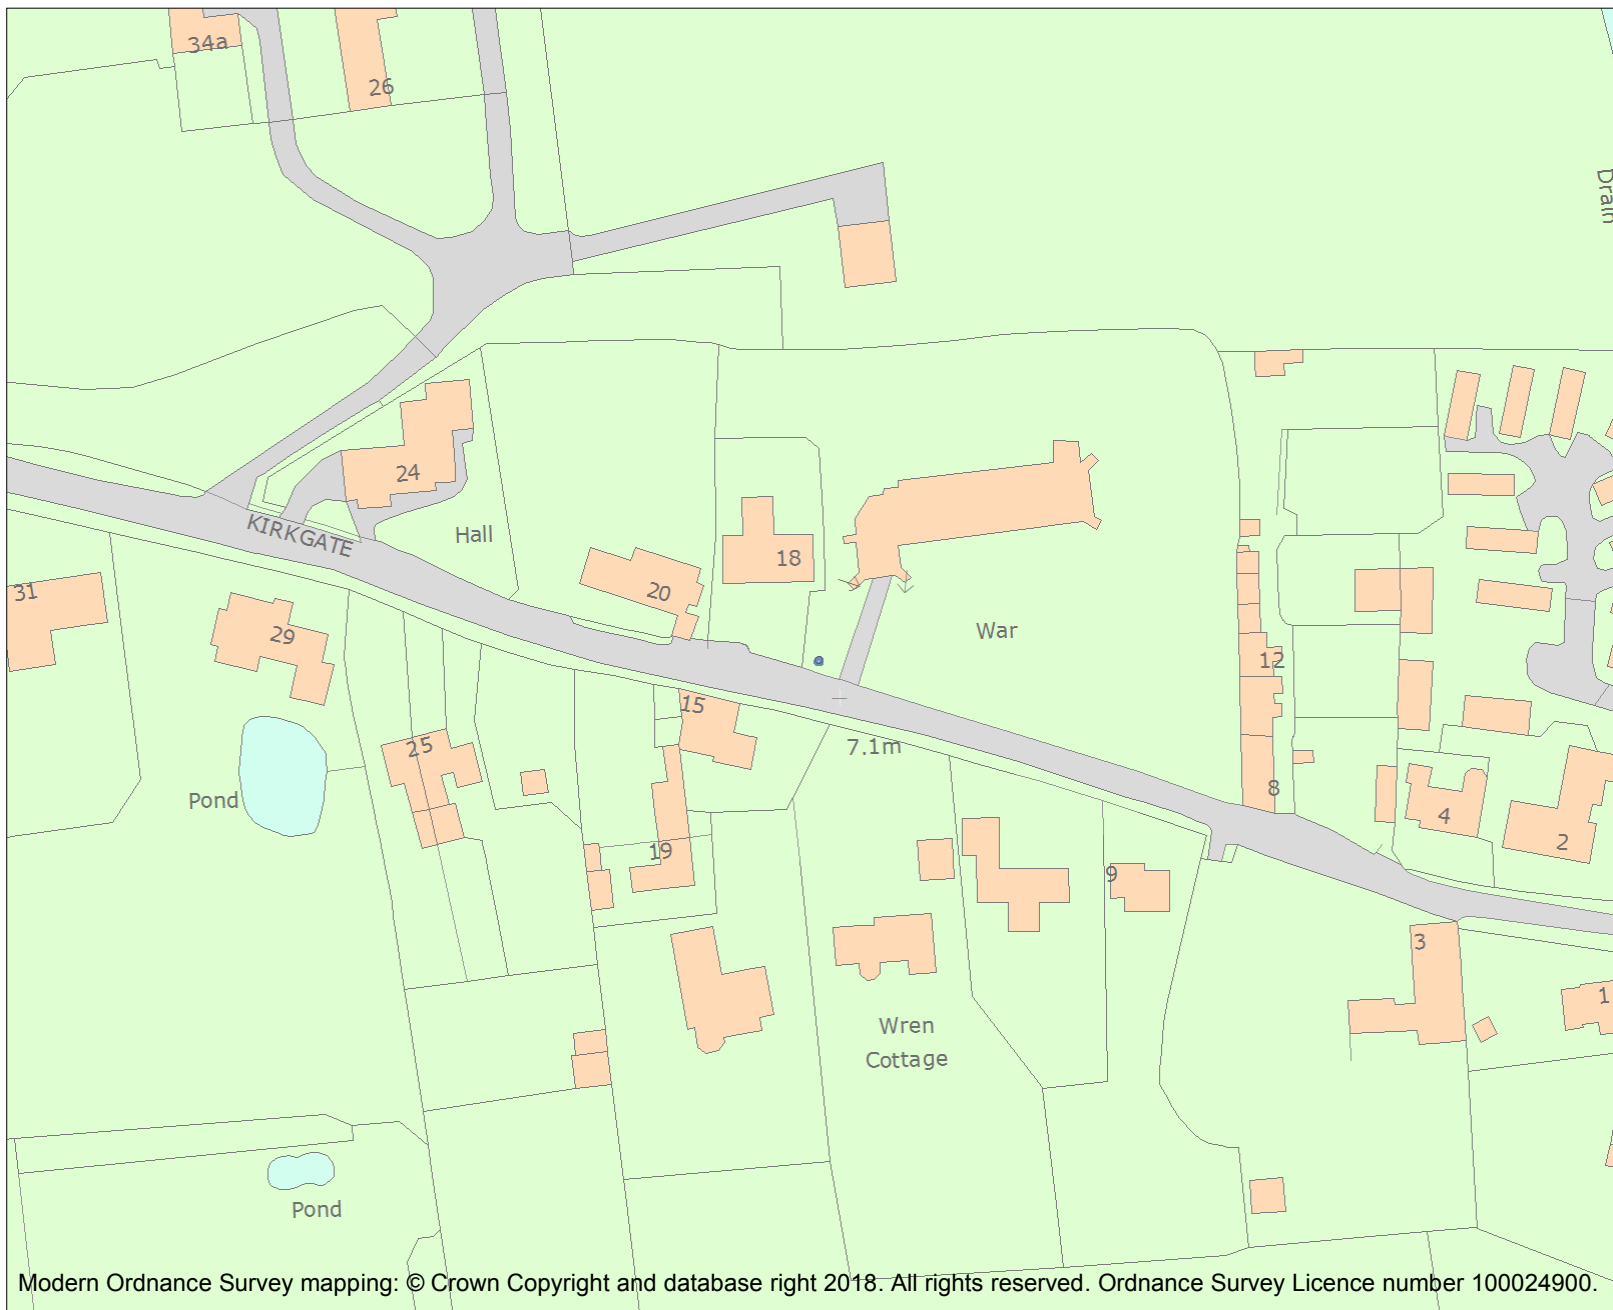 34a
26
Drain
24
KIRKGATE
Hall
20
18
War
31
29
12
15
25
7.1m
Pond
8
4
2
19
9
3
1
Wren
Cottage
Pond
Modern Ordnance Survey mapping: © Crown Copyright and database right 2018. All rights reserved. Ordnance Survey Licence number 100024900.